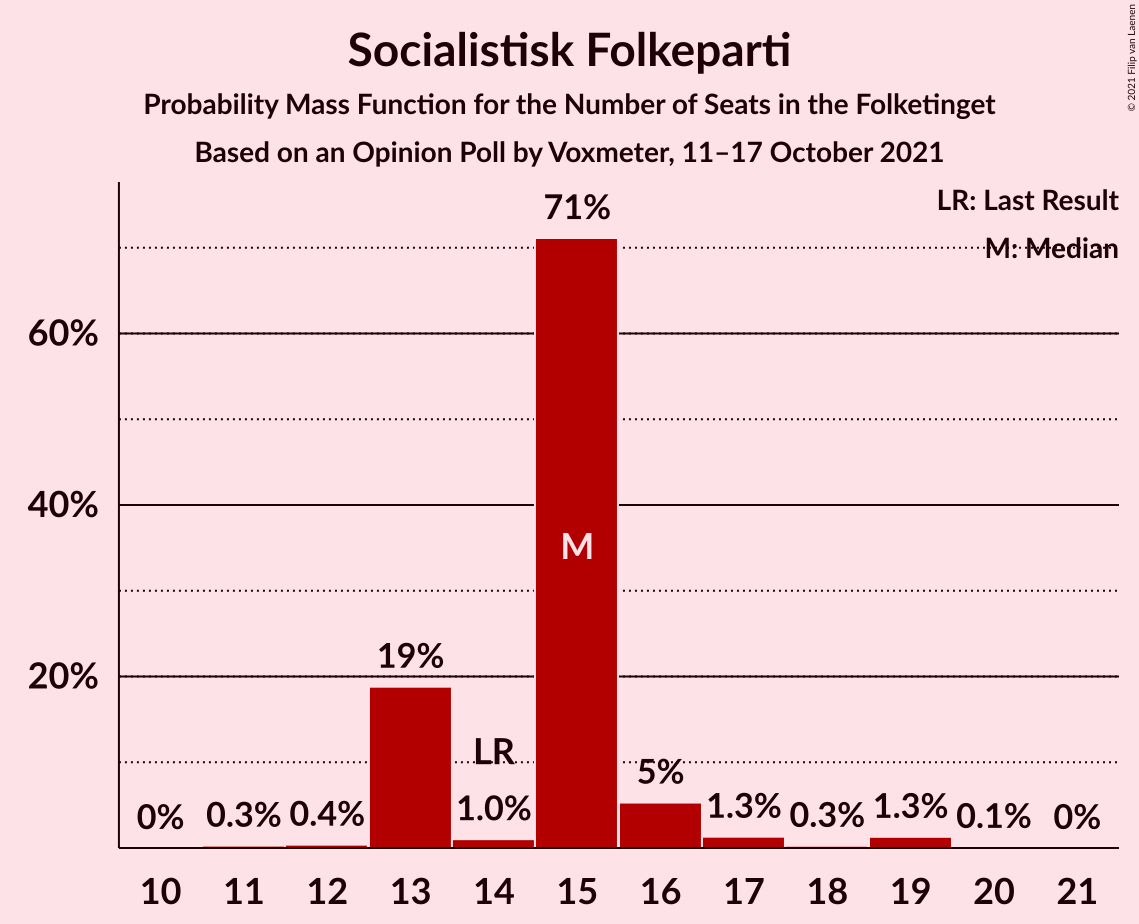 © 2021 Filip van Laenen
Socialistisk Folkeparti
Probability Mass Function for the Number of Seats in the Folketinget
Based on an Opinion Poll by Voxmeter, 11–17 October 2021
LR: Last Result
M: Median
71%
60%
40%
M
19%
20%
LR
5%
0% 0.3% 0.4% 1.0% 1.3% 0.3% 1.3% 0.1% 0%
10 11 12 13 14 15 16 17 18 19 20 21